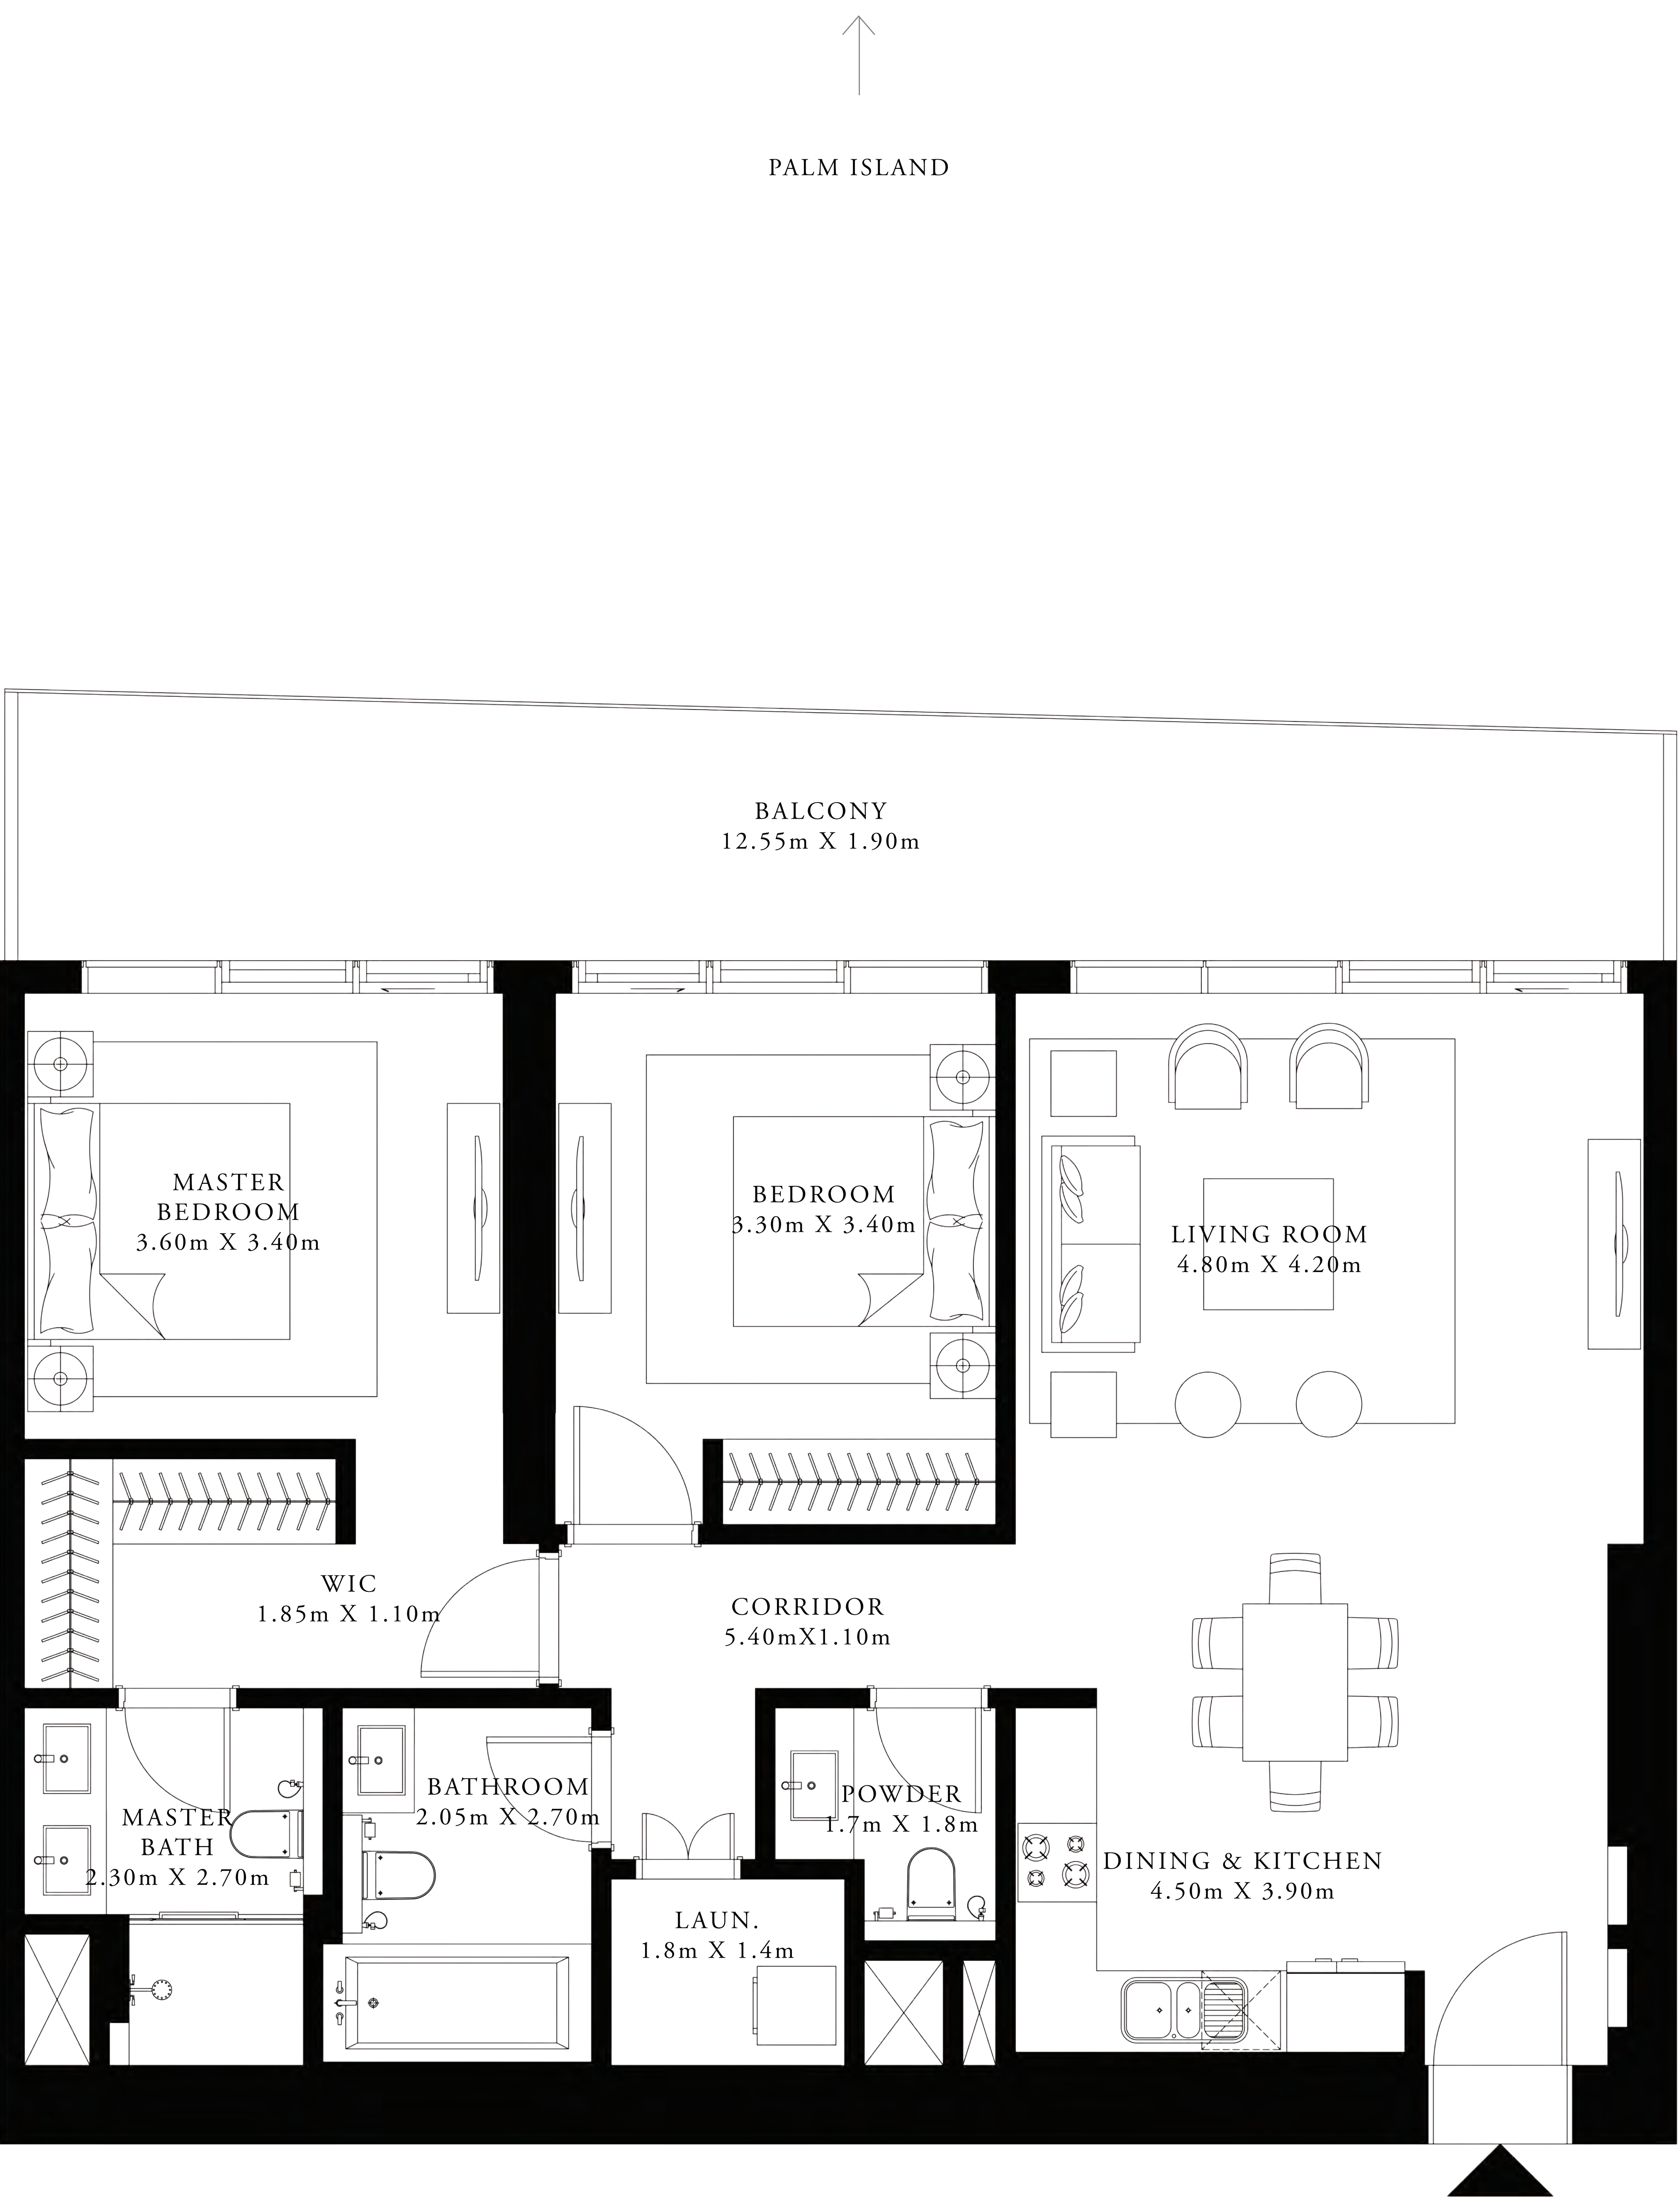 PALM ISLAND
BALCONY
12.55m X 1.90m
MASTER
BEDROOM
3.60m X 3.40m
BEDROOM
3.30m X 3.40m
LIVING ROOM
4.80m X 4.20m
WIC
1.85m X 1.10m
CORRIDOR
5.40mX1.10m
MASTER
BATH
2.30m X 2.70m
BATHROOM
2.05m X 2.70m
POWDER
1.7m X 1.8m
LAUN.
1.8m X 1.4m
DINING & KITCHEN
4.50m X 3.90m